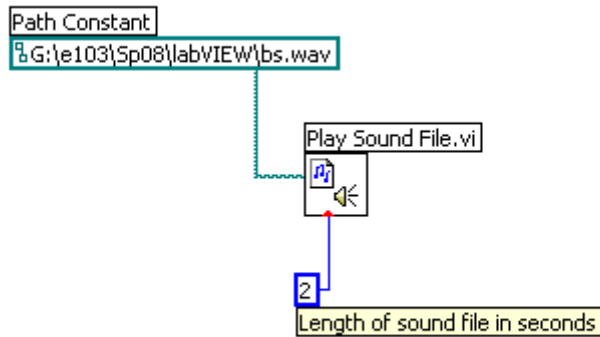 Path Constant
G:\e103\Sp08\labVIEW\bs.wav
Play Sound File.vi
2
Length of sound file in seconds